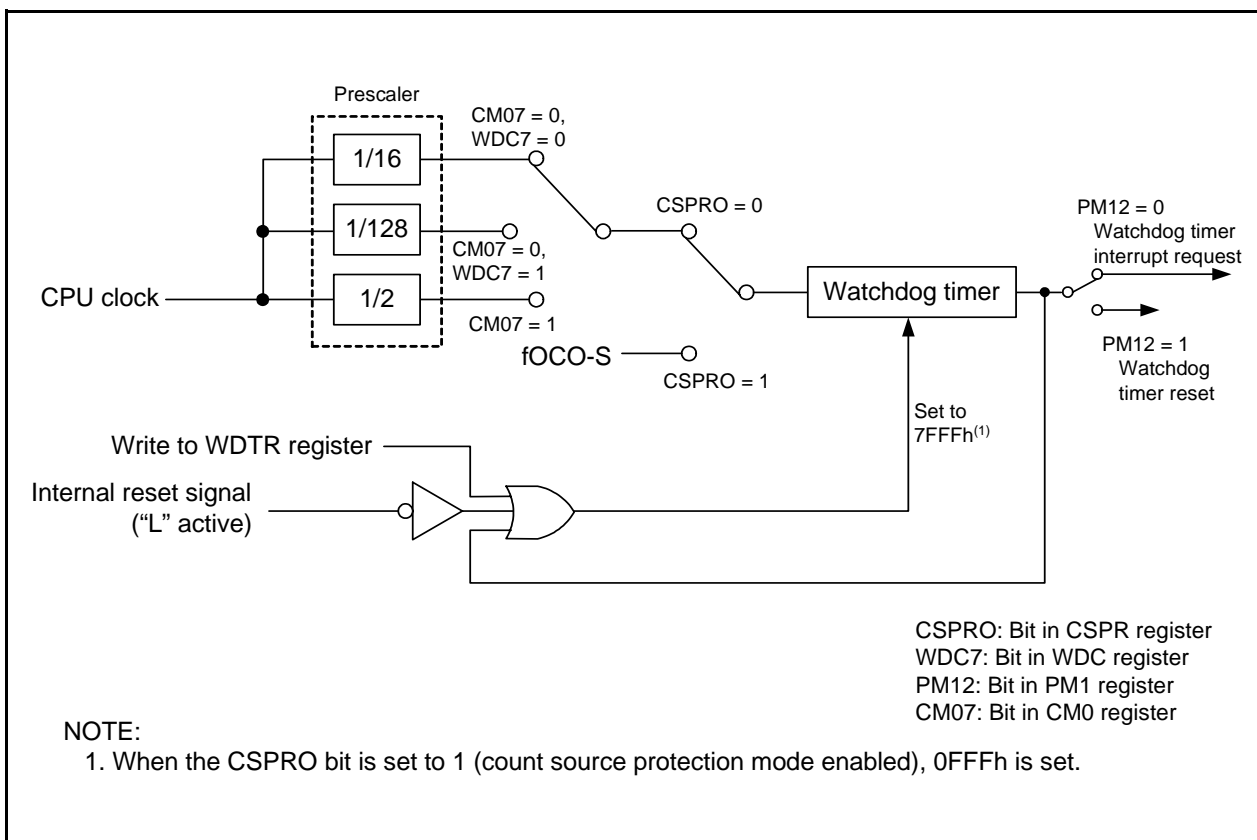 Prescaler
CM07 = 0,
WDC7 = 0
1/16
CSPRO = 0
PM12 = 0
Watchdog timer
interrupt request
1/128
CM07 = 0,
WDC7 = 1
CPU clock
1/2
Watchdog timer
CM07 = 1
fOCO-S
CSPRO = 1
PM12 = 1
Watchdog
timer reset
Set to
7FFFh(1)
Write to WDTR register
Internal reset signal
(“L” active)
CSPRO: Bit in CSPR register
WDC7: Bit in WDC register
PM12: Bit in PM1 register
CM07: Bit in CM0 register
NOTE:
1. When the CSPRO bit is set to 1 (count source protection mode enabled), 0FFFh is set.